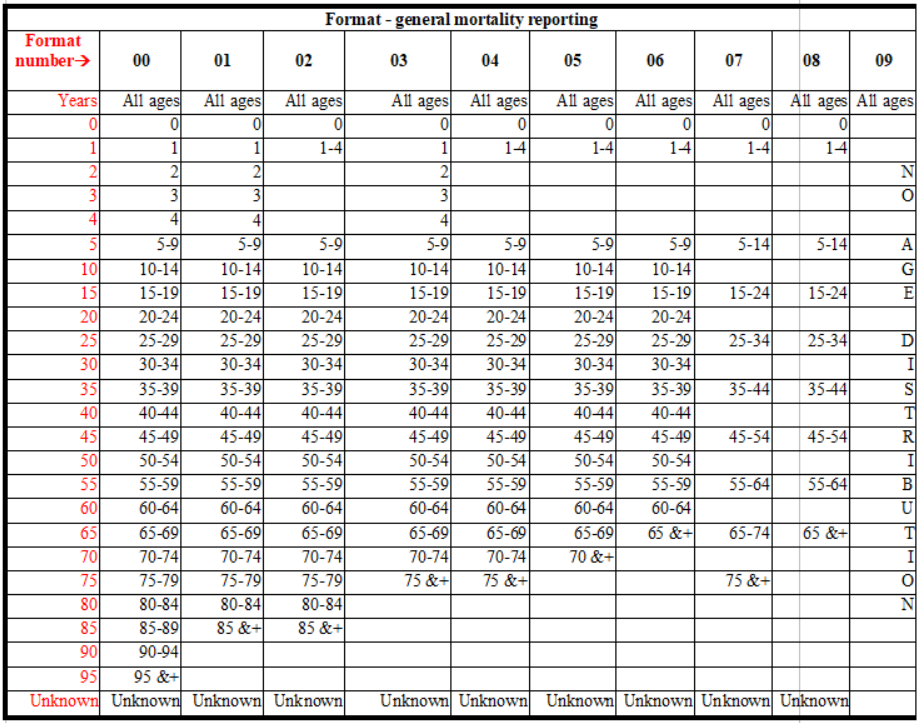 Format - general mortality reporting
Format
number→ 00 01 02 03 04 05 06 07 08 09
Years All ages All ages All ages All ages All ages All ages All ages All ages All ages All ages
0 0 0 0 0 0 0 0 0 0
1 1 1 1-4 1 1-4 1-4 1-4 1-4 1-4
2 2 2 2 N
3 3 3 3 O
4 4 4 4
5 5-9 5-9 5-9 5-9 5-9 5-9 5-9 5-14 5-14 A
10 10-14 10-14 10-14 10-14 10-14 10-14 10-14 G
15 15-19 15-19 15-19 15-19 15-19 15-19 15-19 15-24 15-24 E
20 20-24 20-24 20-24 20-24 20-24 20-24 20-24
25 25-29 25-29 25-29 25-29 25-29 25-29 25-29 25-34 25-34 D
30 30-34 30-34 30-34 30-34 30-34 30-34 30-34 I
35 35-39 35-39 35-39 35-39 35-39 35-39 35-39 35-44 35-44 S
40 40-44 40-44 40-44 40-44 40-44 40-44 40-44 T
45 45-49 45-49 45-49 45-49 45-49 45-49 45-49 45-54 45-54 R
50 50-54 50-54 50-54 50-54 50-54 50-54 50-54 I
55 55-59 55-59 55-59 55-59 55-59 55-59 55-59 55-64 55-64 B
60 60-64 60-64 60-64 60-64 60-64 60-64 60-64 U
65 65-69 65-69 65-69 65-69 65-69 65-69 65 &+ 65-74 65 &+ T
70 70-74 70-74 70-74 70-74 70-74 70 &+ I
75 75-79 75-79 75-79 75 &+ 75 &+ 75 &+ O
80 80-84 80-84 80-84 N
85 85-89 85 &+ 85 &+
90 90-94
95 95 &+
Unknown Unknown Unknown Unknown Unknown Unknown Unknown Unknown Unknown Unknown